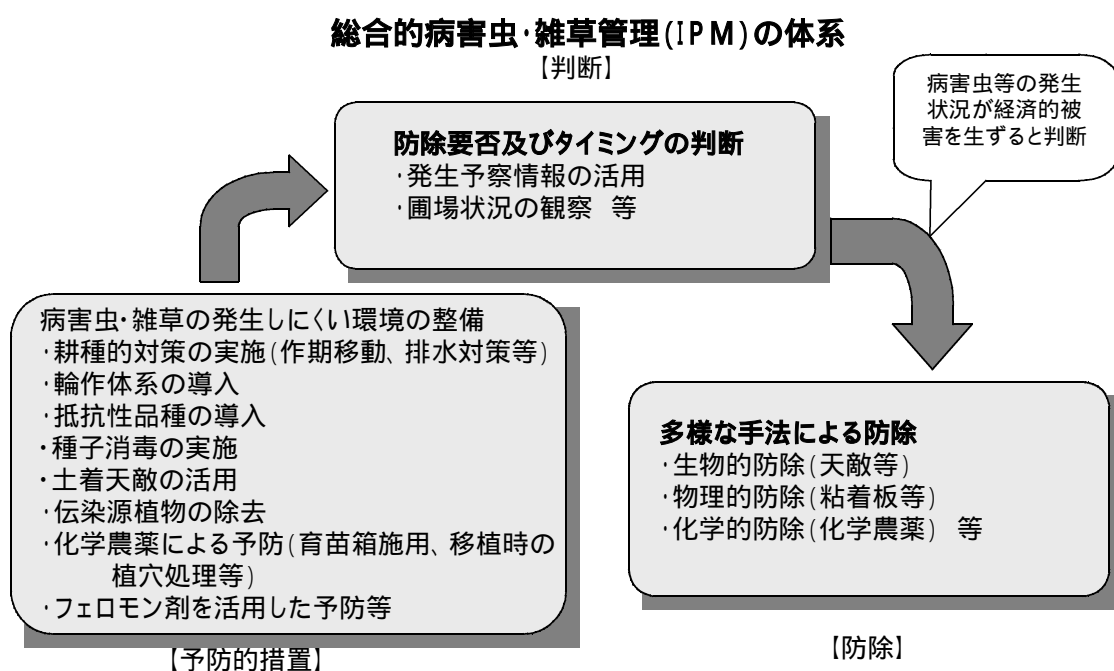 総合的病害虫・雑草管理(IPM)の体系
【判断】
病害虫等の発生
状況が経済的被
害を生ずると判断
防除要否及びタイミングの判断
・発生予察情報の活用
・圃場状況の観察 等
病害虫・雑草の発生しにくい環境の整備
・耕種的対策の実施(作期移動、排水対策等)
・輪作体系の導入
・抵抗性品種の導入
・種子消毒の実施
・土着天敵の活用
・伝染源植物の除去
・化学農薬による予防(育苗箱施用、移植時の
植穴処理等)
・フェロモン剤を活用した予防等
【予防的措置】
多様な手法による防除
・生物的防除(天敵等)
・物理的防除(粘着板等)
・化学的防除(化学農薬) 等
【防除】